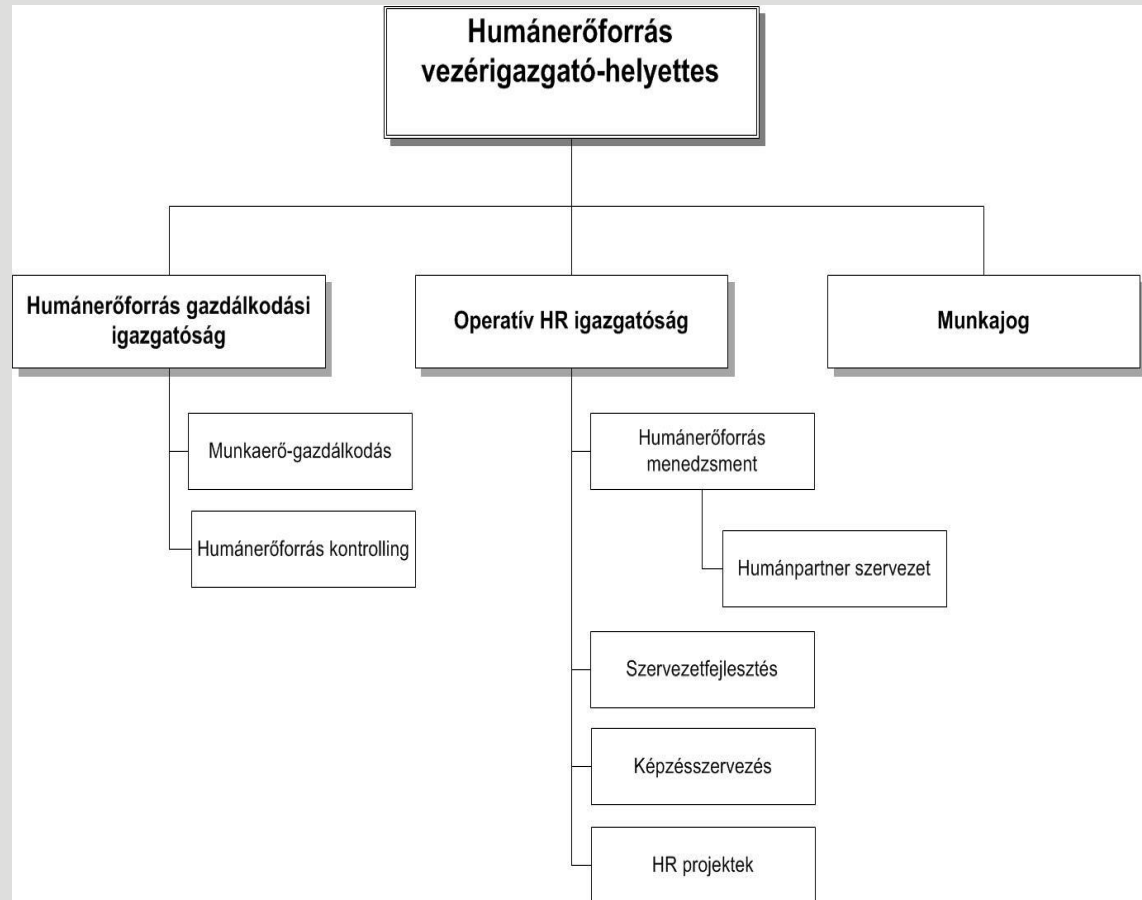 Humánerőforrás
vezérigazgató-helyettes
Humánerőforrás gazdálkodási
igazgatóság
Operatív HR igazgatóság
Munkajog
Munkaerő-gazdálkodás
Humánerőforrás kontrolling
Humánerőforrás
menedzsment
Humánpartner szervezet
Szervezetfejlesztés
Képzésszervezés
HR projektek